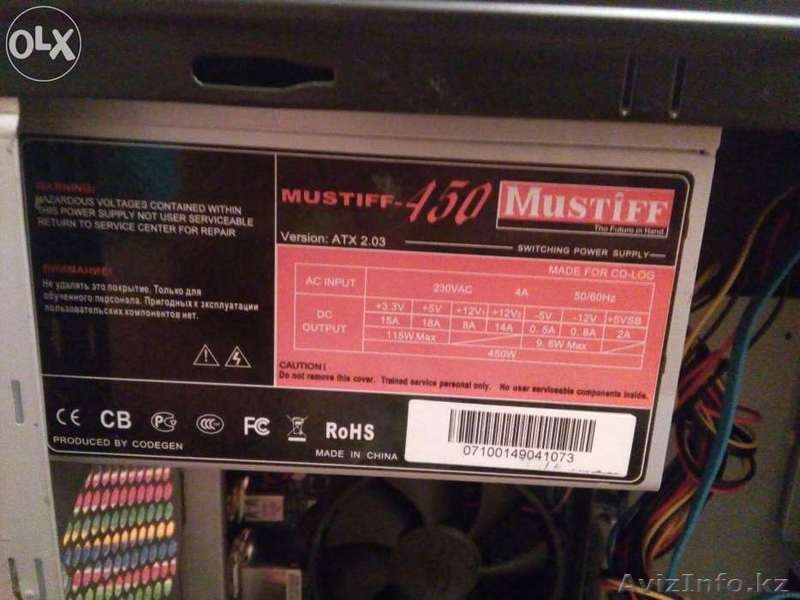 OLX
WARNING!
HAZARDOUS VOLTAGES CONTAINED WITHIN
THIS POWER SUPPLY NOT USER SERVICEABLE
RETURN TO SERVICE CENTER FOR REPAIR
ВНИМАНИЕ!
Не удалять это покрытие. Только для
обученного персонала. Пригодных к эксплуатации
пользовательских компонентов нет.
MUSTIFF-450
MUSTIFF
The Future in Hand
Version: ATX 2.03
SWITCHING POWER SUPPLY
MADE FOR CD-LOG
AC INPUT 230VAC 4A 50/60Hz
DC OUTPUT +3.3V +5V +12V1 +12V2 -5V -12V +5VSB
15A 18A 8A 14A 0.5A 0.8A 2A
115W Max 9.6W Max
450W
CAUTION!
Do not remove this cover. Trained service personal only. No user serviceable components inside.
CE CB PC CCC FC RoHS
PRODUCED BY CODEGEN
MADE IN CHINA
07100149041073
AvizInfo.kz